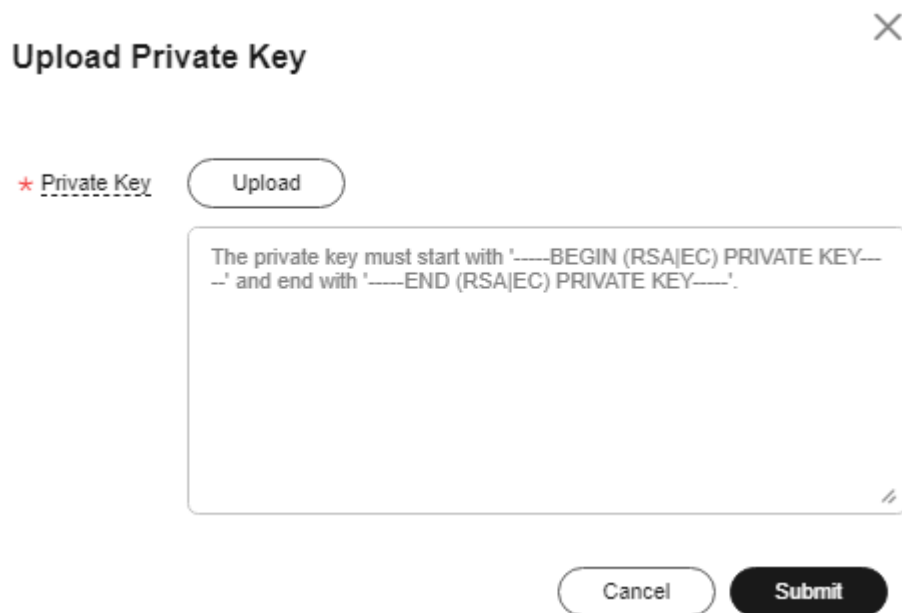 Upload Private Key
* Private Key
Upload
The private key must start with '-----BEGIN (RSA|EC) PRIVATE KEY---
--' and end with '-----END (RSA|EC) PRIVATE KEY-----'.
Cancel
Submit